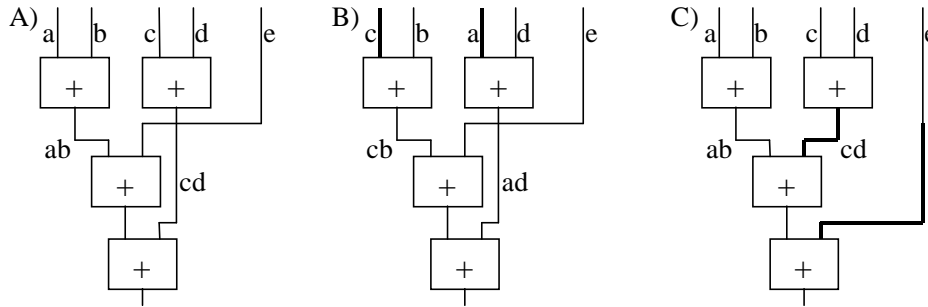 A) B) C)
a b c d e c b a d e a b c d e
+ + + + + +
ab cb ab cd
+ cd + ad +
+ + +